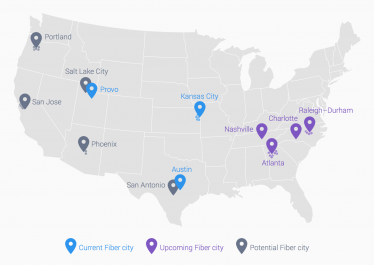 Portland
Salt Lake City
Provo
San Jose
Kansas City
Raleigh-Durham
Charlotte
Nashville
Phoenix
Atlanta
Austin
San Antonio
Current Fiber city
Upcoming Fiber city
Potential Fiber city